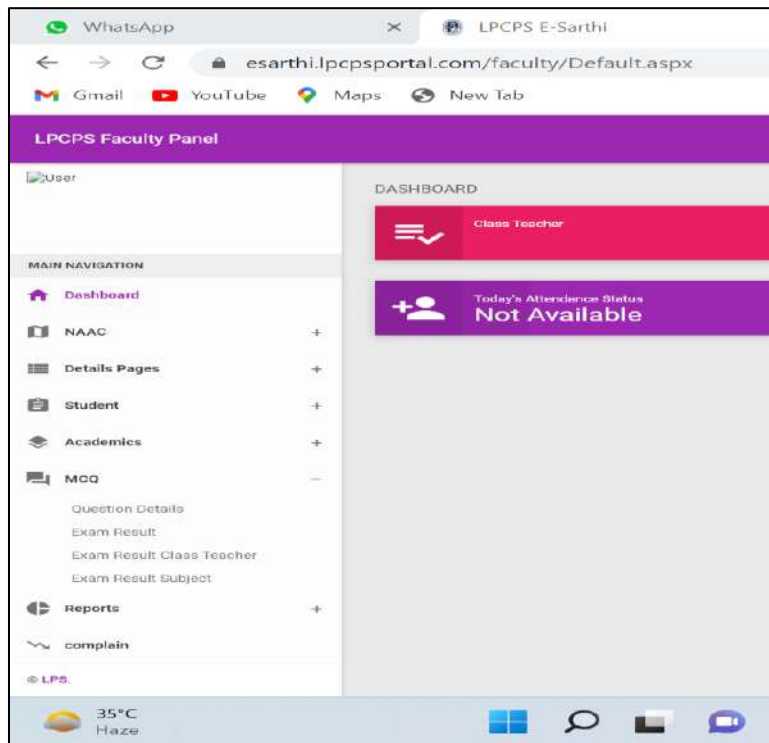 WhatsApp × LPCPS E-Sarthi
esarthi.lpcpsportal.com/faculty/Default.aspx
Gmail YouTube Maps New Tab
LPCPS Faculty Panel
User
DASHBOARD
Class Teacher
MAIN NAVIGATION
Dashboard
Today's Attendance Status
Not Available
NAAC +
Details Pages +
Student +
Academics +
MCQ −
Question Details
Exam Result
Exam Result Class Teacher
Exam Result Subject
Reports +
complain
© LPS.
35°C
Haze